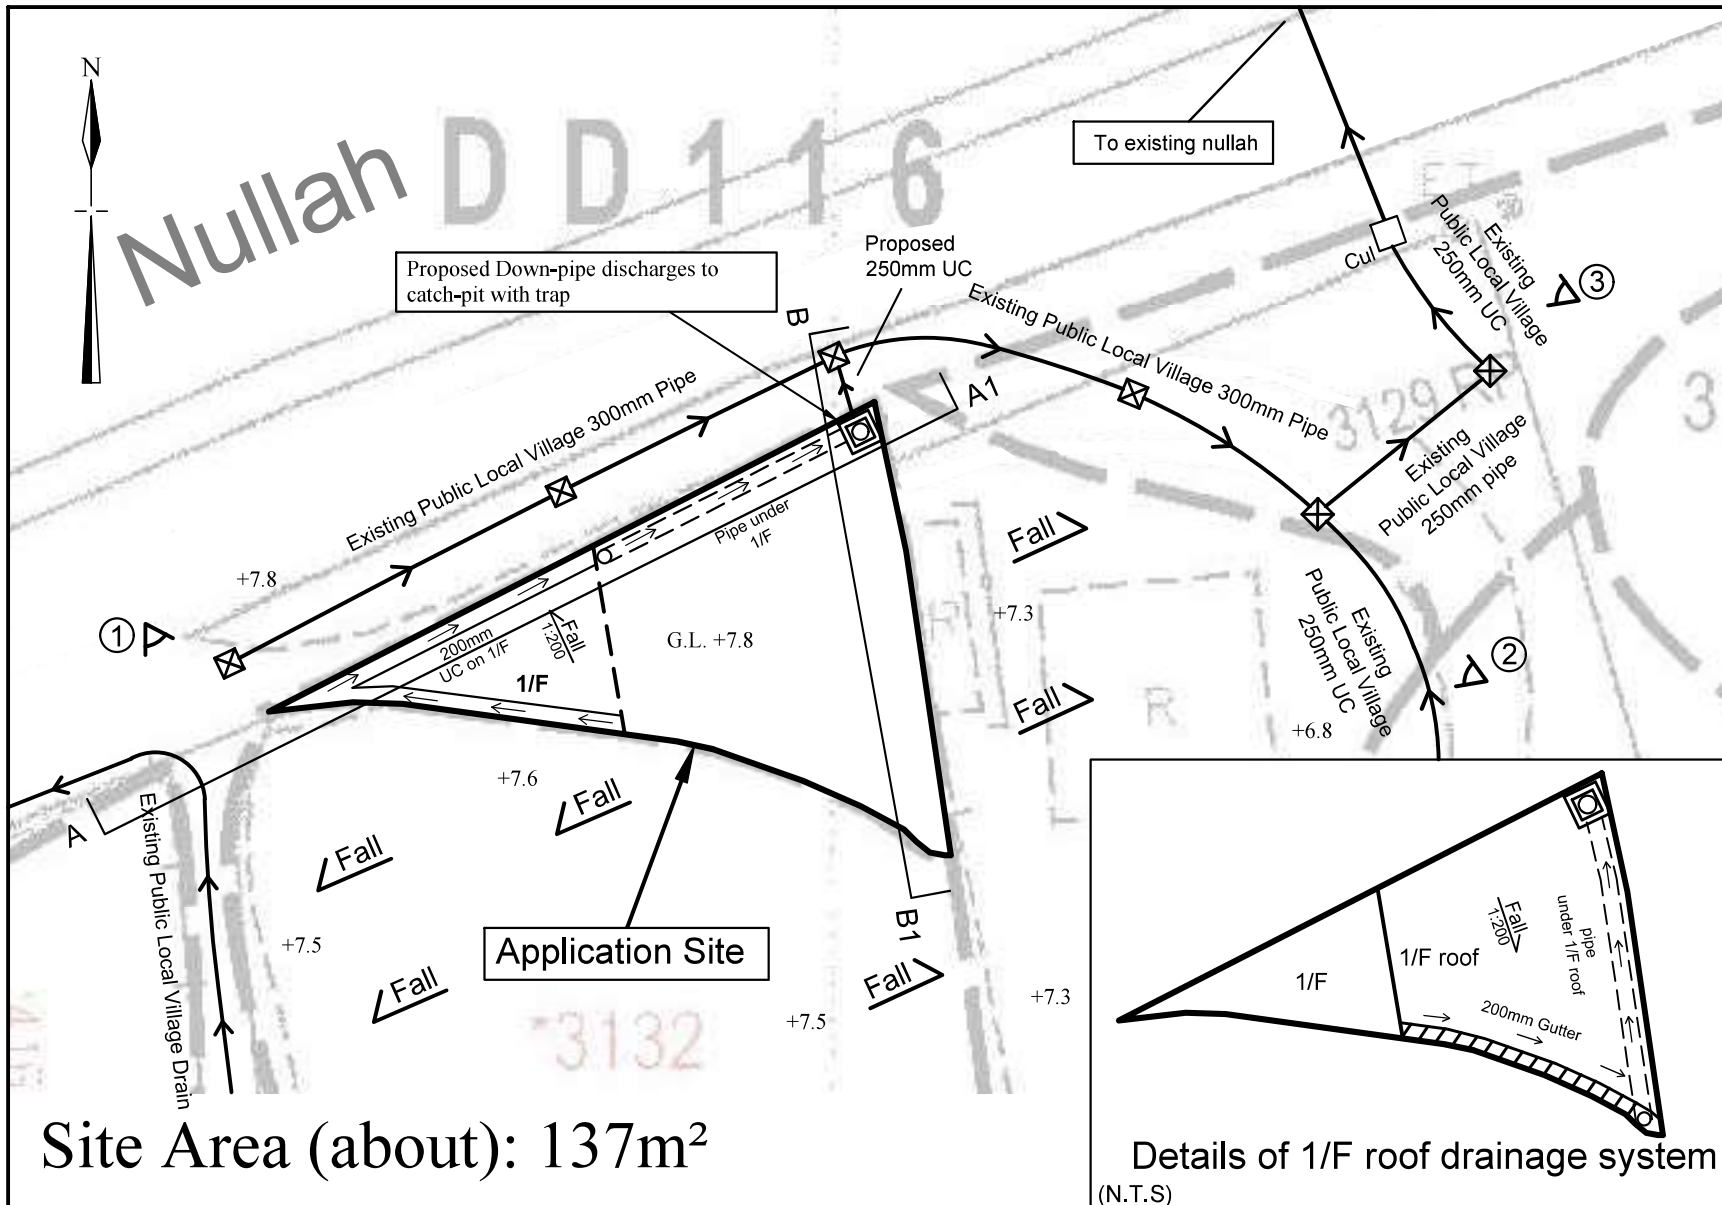 N
Nullah
DD116
To existing nullah
Proposed Down-pipe discharges to
catch-pit with trap
Proposed
250mm UC
B
Existing Public Local Village 300mm Pipe
Existing Public Local Village 300mm Pipe
A1
Cul
Existing
Public Local Village
250mm UC
3
3129 RP
3
Existing
Public Local Village
250mm pipe
Pipe under
1/F
Fall
+7.8
1
200mm
UC on 1/F
Fall
1:200
1/F
G.L. +7.8
+7.3
Fall
R
Existing
Public Local Village
250mm UC
2
+6.8
+7.6
Fall
Fall
A
Existing Public Local Village Drain
+7.5
Fall
Application Site
B1
Fall
+7.3
+7.5
3132
Site Area (about): 137m²
1/F
1/F roof
Fall
1:200
pipe
under 1/F roof
200mm Gutter
Details of 1/F roof drainage system
(N.T.S)